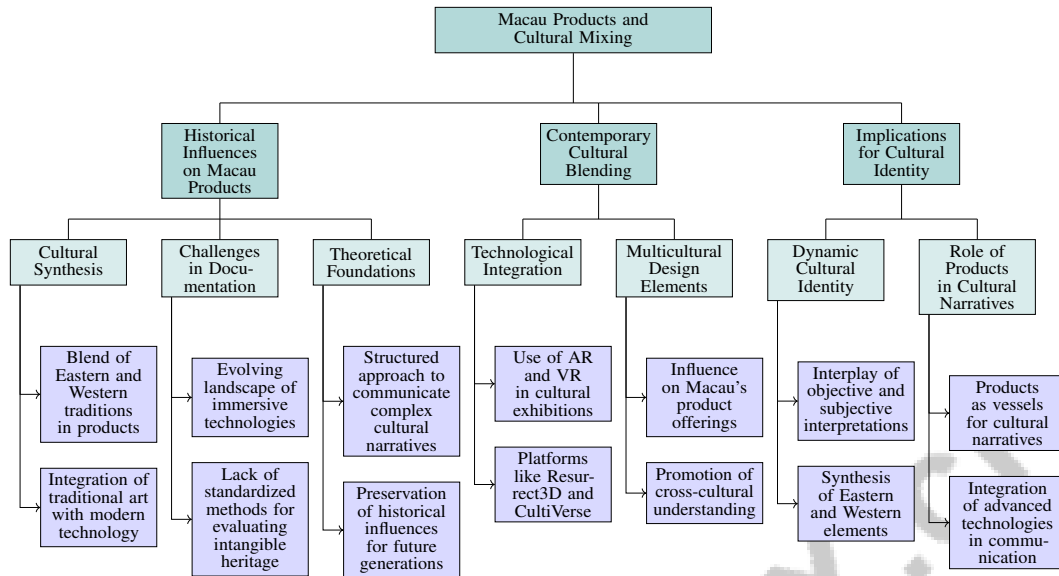 Macau Products and
Cultural Mixing
Historical
Influences
on Macau
Products
Contemporary
Cultural
Blending
Implications
for Cultural
Identity
Cultural
Synthesis
Challenges
in Docu-
mentation
Theoretical
Foundations
Technological
Integration
Multicultural
Design
Elements
Dynamic
Cultural
Identity
Role of
Products
in Cultural
Narratives
Blend of
Eastern and
Western
traditions
in products
Evolving
landscape of
immersive
technologies
Structured
approach to
communicate
complex
cultural
narratives
Use of AR
and VR
in cultural
exhibitions
Influence
on Macau's
product
offerings
Interplay of
objective and
subjective
interpretations
Products
as vessels
for cultural
narratives
Integration of
traditional art
with modern
technology
Lack of
standardized
methods for
evaluating
intangible
heritage
Preservation
of historical
influences
for future
generations
Platforms
like Resur-
rect3D and
CultiVerse
Promotion of
cross-cultural
understanding
Synthesis
of Eastern
and Western
elements
Integration
of advanced
technologies
in commu-
nication